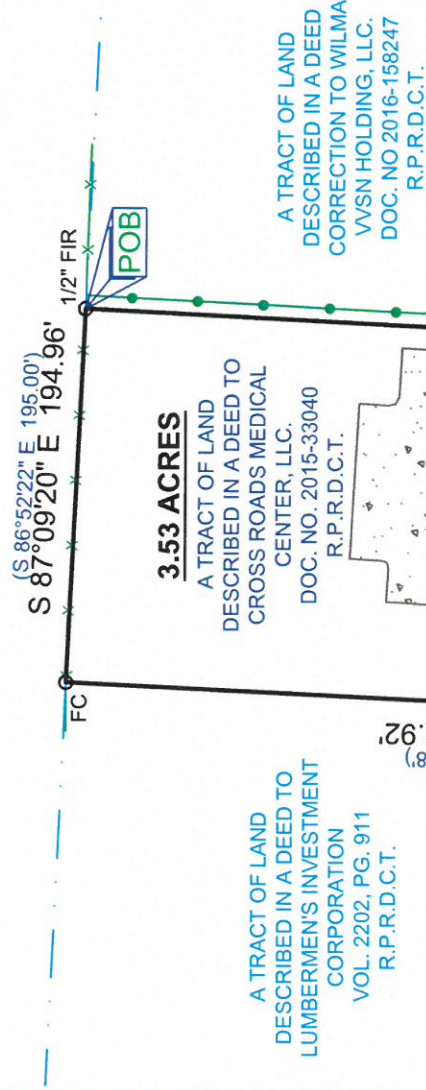 (S 86°52'22" E 195.00')
S 87°09'20" E 194.96'
1/2" FIR
POB
FC
3.53 ACRES
A TRACT OF LAND
DESCRIBED IN A DEED TO
CROSS ROADS MEDICAL
CENTER, LLC.
DOC. NO. 2015-33040
R.P.R.D.C.T.
A TRACT OF LAND
DESCRIBED IN A DEED
CORRECTION TO WILMA
VVSN HOLDING, LLC.
DOC. NO 2016-158247
R.P.R.D.C.T.
A TRACT OF LAND
DESCRIBED IN A DEED TO
LUMBERMEN'S INVESTMENT
CORPORATION
VOL. 2202, PG. 911
R.P.R.D.C.T.
.92'
8')